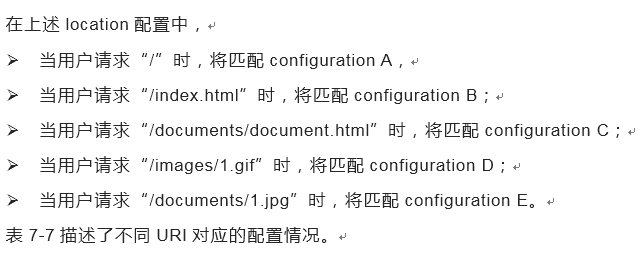 在上述 location 配置中，
➢ 当用户请求“/”时，将匹配 configuration A，
➢ 当用户请求“/index.html”时，将匹配 configuration B；
➢ 当用户请求“/documents/document.html”时，将匹配 configuration C；
➢ 当用户请求“/images/1.gif”时，将匹配 configuration D；
➢ 当用户请求“/documents/1.jpg”时，将匹配 configuration E。
表 7-7 描述了不同 URI 对应的配置情况。